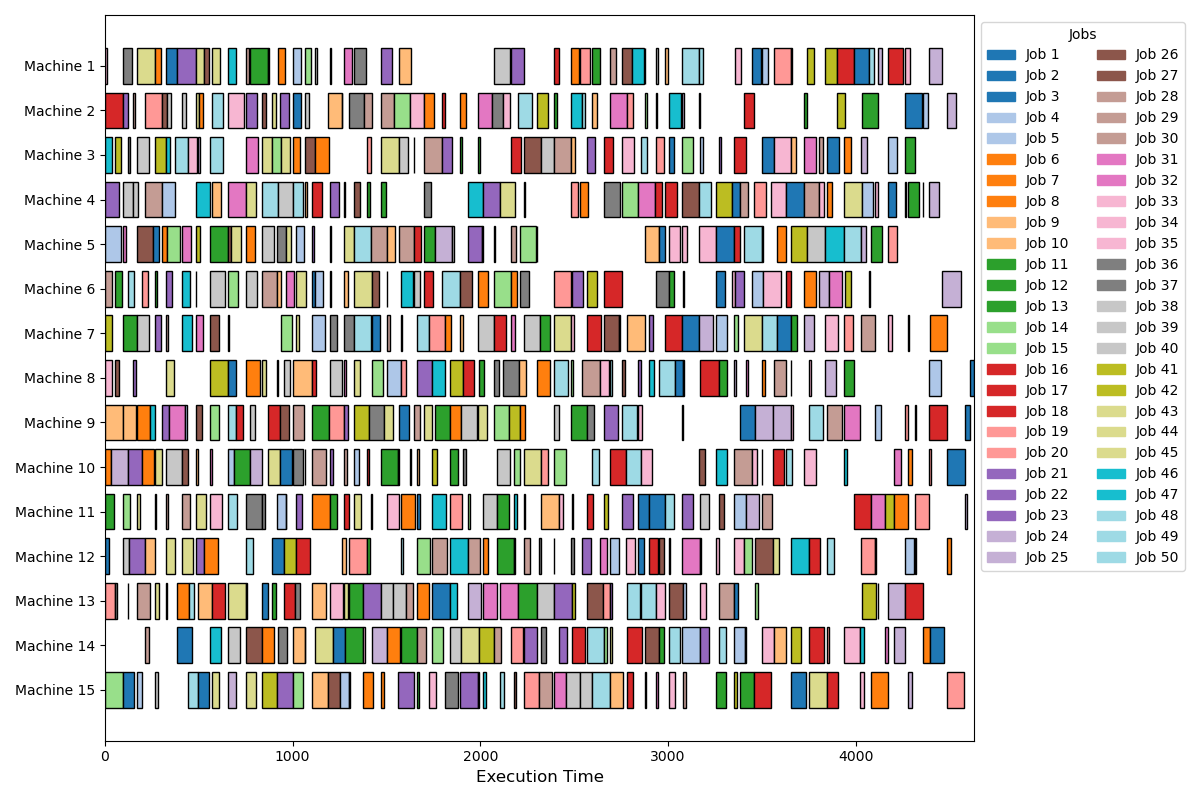 Machine 1
Machine 2
Machine 3
Machine 4
Machine 5
Machine 6
Machine 7
Machine 8
Machine 9
Machine 10
Machine 11
Machine 12
Machine 13
Machine 14
Machine 15
0 1000 2000 3000 4000
Execution Time
Jobs
Job 1 Job 26
Job 2 Job 27
Job 3 Job 28
Job 4 Job 29
Job 5 Job 30
Job 6 Job 31
Job 7 Job 32
Job 8 Job 33
Job 9 Job 34
Job 10 Job 35
Job 11 Job 36
Job 12 Job 37
Job 13 Job 38
Job 14 Job 39
Job 15 Job 40
Job 16 Job 41
Job 17 Job 42
Job 18 Job 43
Job 19 Job 44
Job 20 Job 45
Job 21 Job 46
Job 22 Job 47
Job 23 Job 48
Job 24 Job 49
Job 25 Job 50